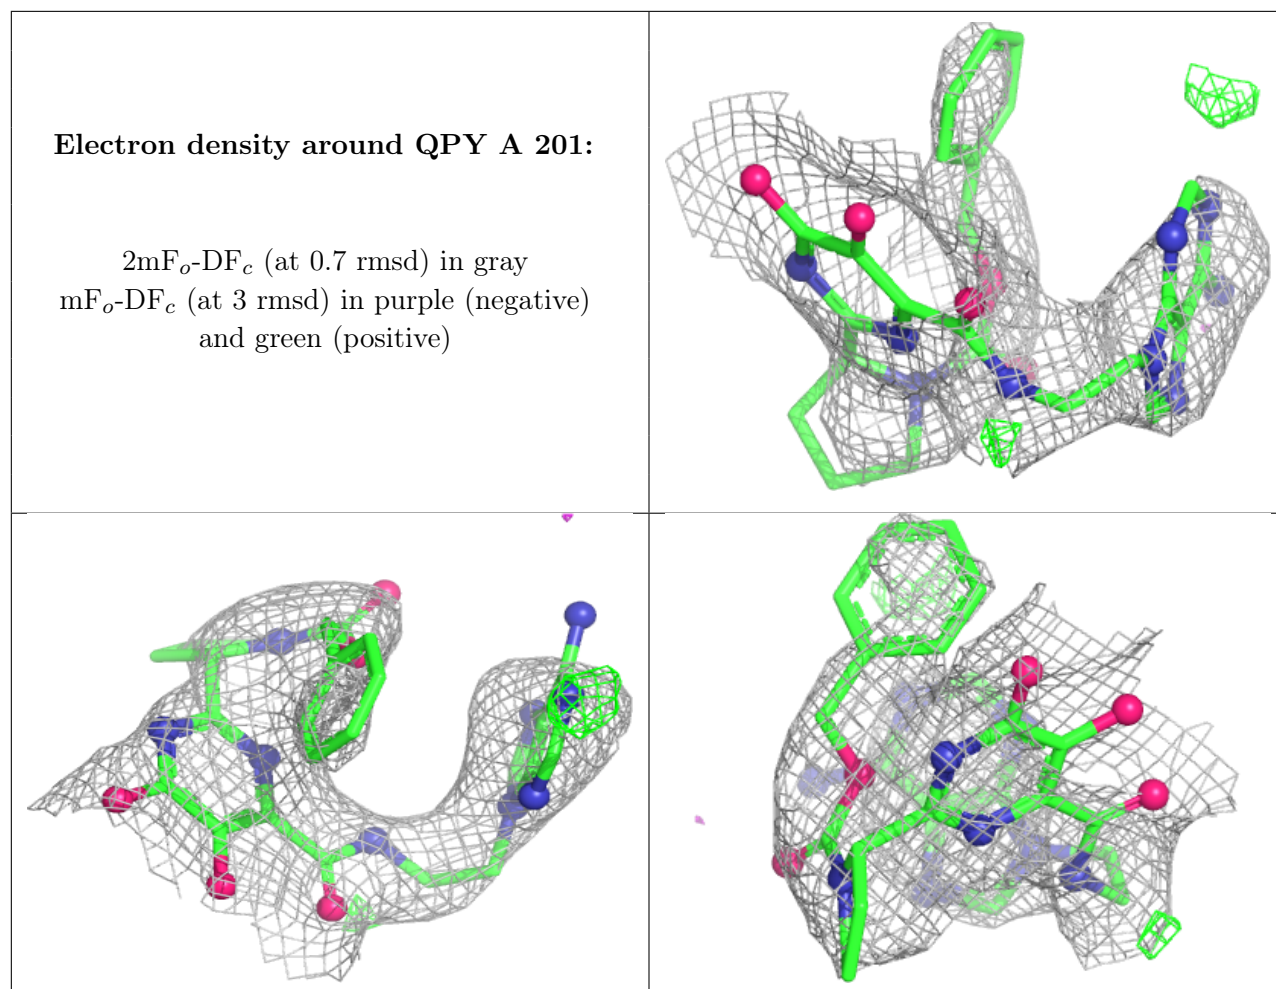 Electron density around QPY A 201:
2mFₒ-DF𝒸 (at 0.7 rmsd) in gray
mFₒ-DF𝒸 (at 3 rmsd) in purple (negative)
and green (positive)